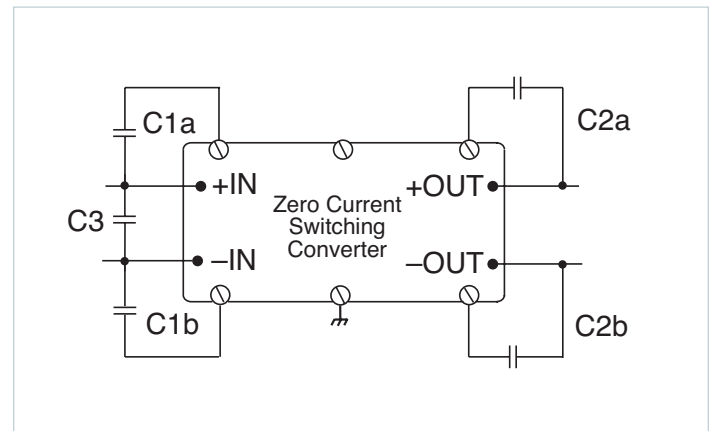 C1a
C2a
+IN
+OUT
Zero Current
Switching
Converter
C3
–IN
–OUT
C1b
C2b